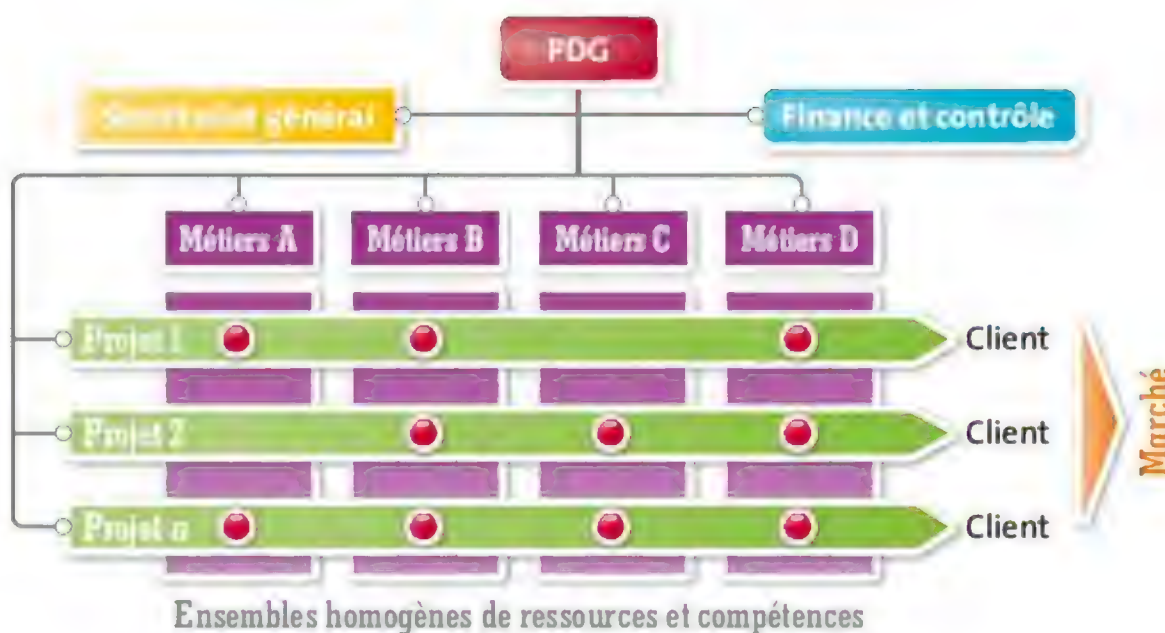 PDG
Secrétariat général
Finance et contrôle
Métiers A
Métiers B
Métiers C
Métiers D
Projet 1
Client
Projet 2
Client
Projet n
Client
Marché
Ensembles homogènes de ressources et compétences